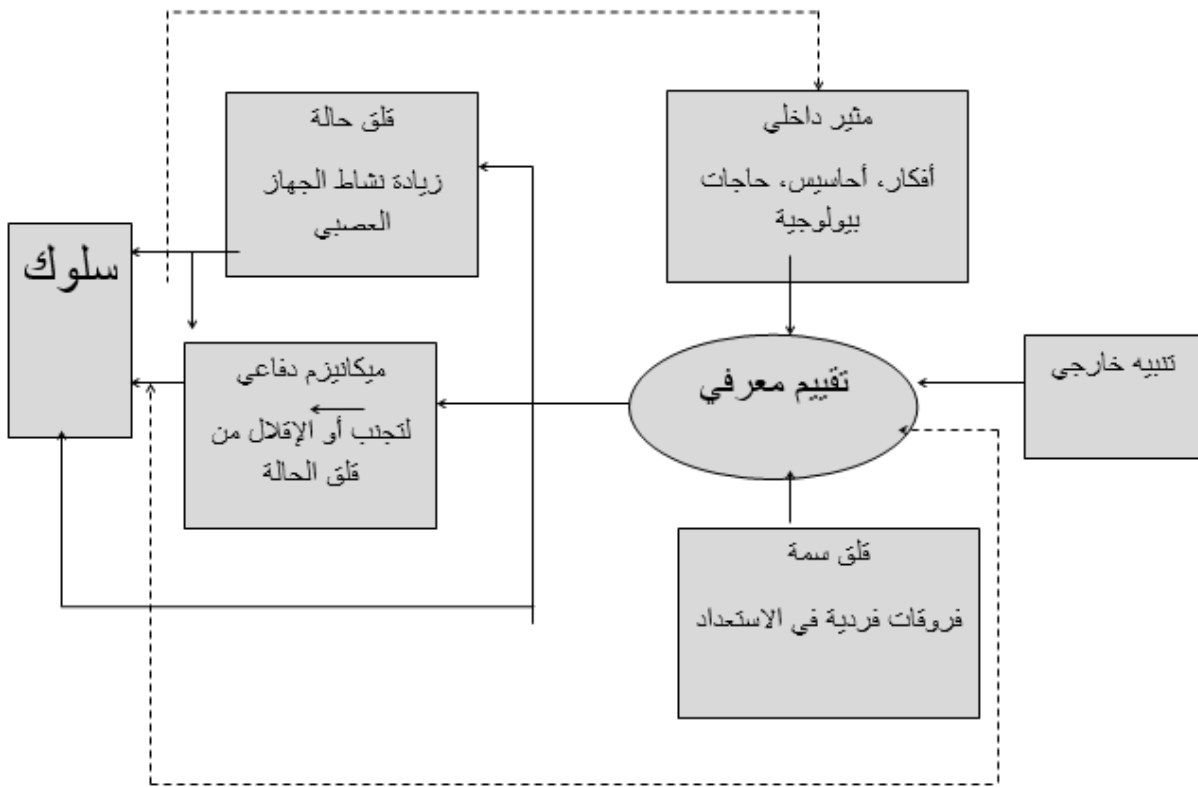 مثير داخلي
أفكار، أحاسيس، حاجات
بيولوجية
تنبيه خارجي
تقييم معرفي
قلق سمة
فروقات فردية في الاستعداد
قلق حالة
زيادة نشاط الجهاز
العصبي
ميكانيزم دفاعي
لتجنب أو الإقلال من
قلق الحالة
سلوك